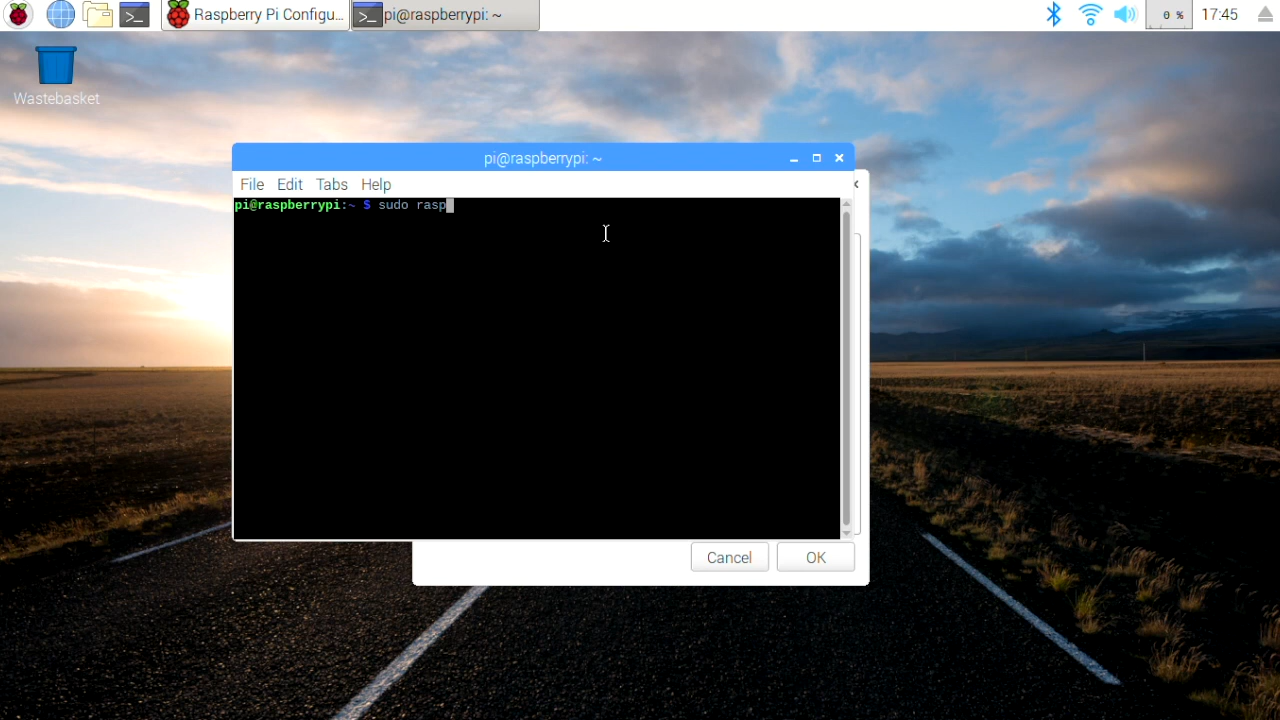 Raspberry Pi Configu...
pi@raspberrypi: ~
0 %
17:45
Wastebasket
pi@raspberrypi: ~
File Edit Tabs Help
pi@raspberrypi:~ $ sudo rasp
Cancel OK